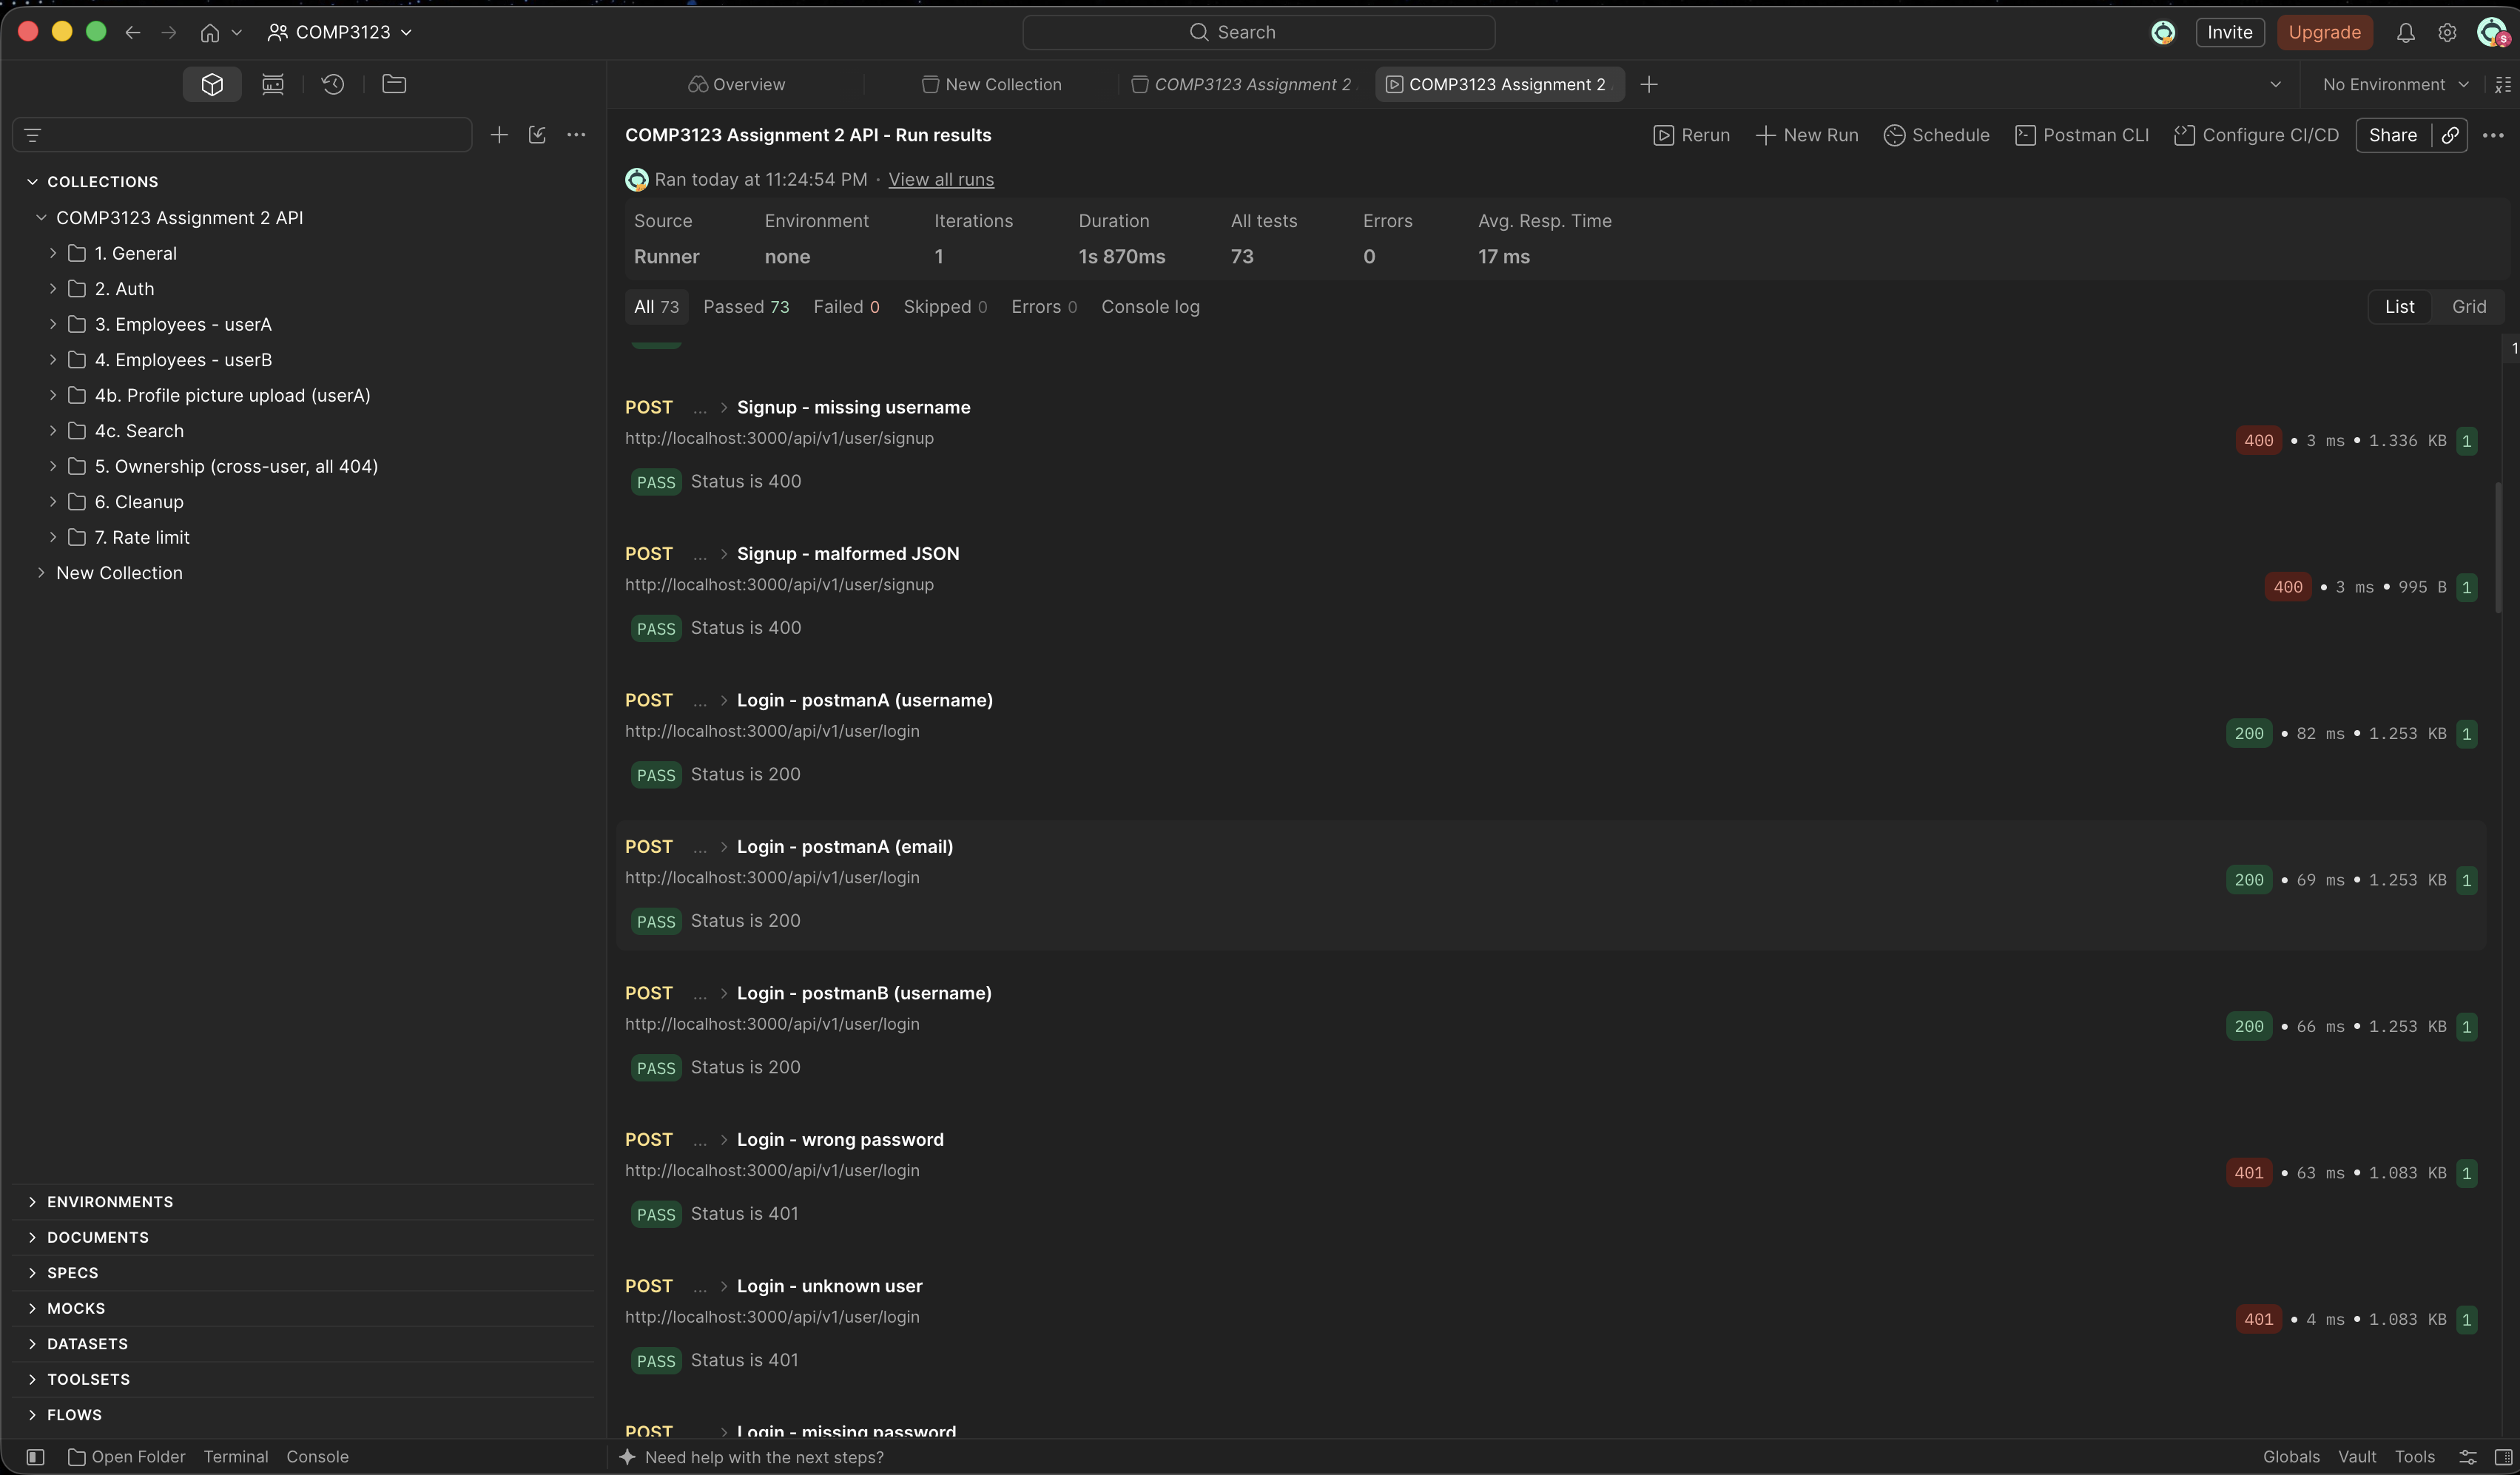 COMP3123
Search
Invite
Upgrade
Overview
New Collection
COMP3123 Assignment 2
COMP3123 Assignment 2
No Environment
COLLECTIONS
COMP3123 Assignment 2 API
1. General
2. Auth
3. Employees - userA
4. Employees - userB
4b. Profile picture upload (userA)
4c. Search
5. Ownership (cross-user, all 404)
6. Cleanup
7. Rate limit
New Collection
ENVIRONMENTS
DOCUMENTS
SPECS
MOCKS
DATASETS
TOOLSETS
FLOWS
COMP3123 Assignment 2 API - Run results
Rerun
New Run
Schedule
Postman CLI
Configure CI/CD
Share
Ran today at 11:24:54 PM · View all runs
Source Environment Iterations Duration All tests Errors Avg. Resp. Time
Runner none 1 1s 870ms 73 0 17 ms
All 73 Passed 73 Failed 0 Skipped 0 Errors 0 Console log
List Grid
1
POST ... > Signup - missing username
http://localhost:3000/api/v1/user/signup
400 • 3 ms • 1.336 KB 1
PASS Status is 400
POST ... > Signup - malformed JSON
http://localhost:3000/api/v1/user/signup
400 • 3 ms • 995 B 1
PASS Status is 400
POST ... > Login - postmanA (username)
http://localhost:3000/api/v1/user/login
200 • 82 ms • 1.253 KB 1
PASS Status is 200
POST ... > Login - postmanA (email)
http://localhost:3000/api/v1/user/login
200 • 69 ms • 1.253 KB 1
PASS Status is 200
POST ... > Login - postmanB (username)
http://localhost:3000/api/v1/user/login
200 • 66 ms • 1.253 KB 1
PASS Status is 200
POST ... > Login - wrong password
http://localhost:3000/api/v1/user/login
401 • 63 ms • 1.083 KB 1
PASS Status is 401
POST ... > Login - unknown user
http://localhost:3000/api/v1/user/login
401 • 4 ms • 1.083 KB 1
PASS Status is 401
POST ... > Login - missing password
Open Folder Terminal Console
Need help with the next steps?
Globals Vault Tools